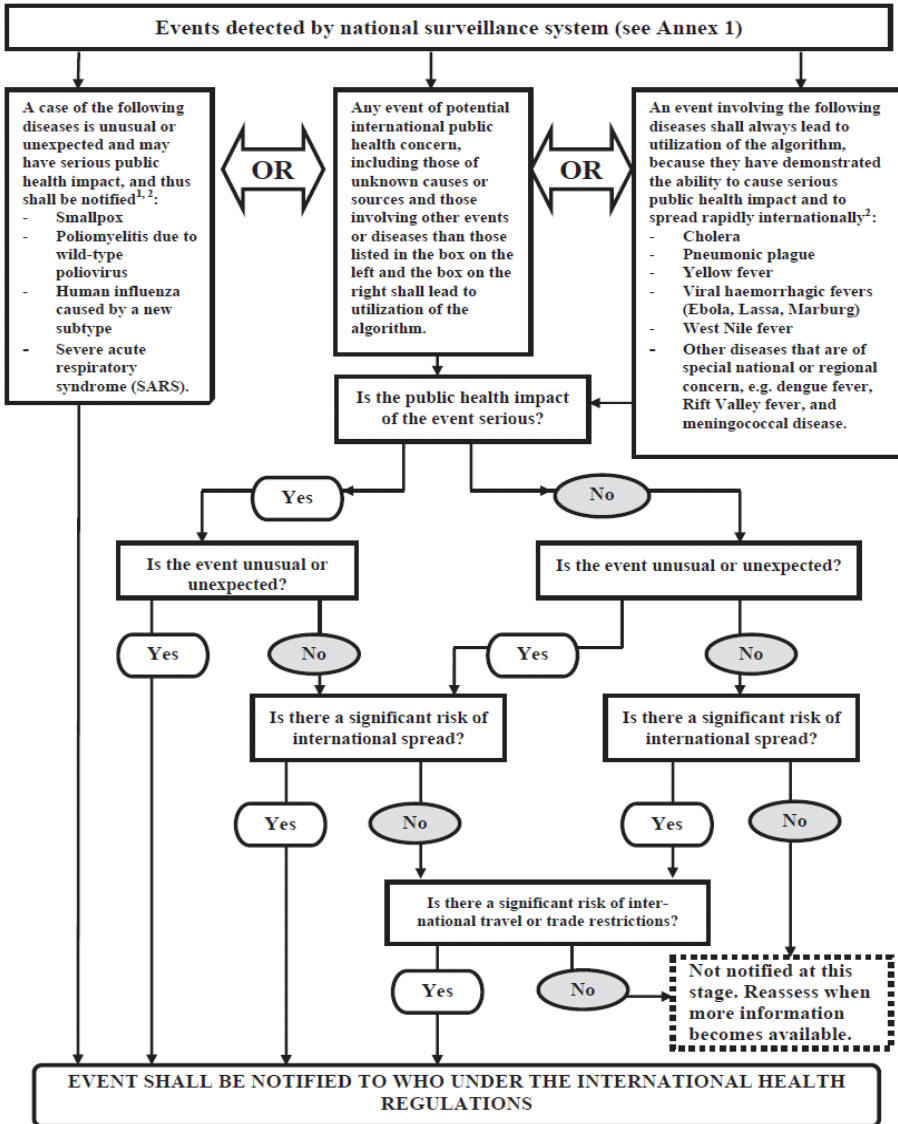 Events detected by national surveillance system (see Annex 1)
A case of the following
diseases is unusual or
unexpected and may
have serious public
health impact, and thus
shall be notified1, 2:
- Smallpox
- Poliomyelitis due to
wild-type
poliovirus
- Human influenza
caused by a new
subtype
- Severe acute
respiratory
syndrome (SARS).
OR
Any event of potential
international public
health concern,
including those of
unknown causes or
sources and those
involving other events
or diseases than those
listed in the box on the
left and the box on the
right shall lead to
utilization of the
algorithm.
OR
An event involving the following
diseases shall always lead to
utilization of the algorithm,
because they have demonstrated
the ability to cause serious
public health impact and to
spread rapidly internationally2:
- Cholera
- Pneumonic plague
- Yellow fever
- Viral haemorrhagic fevers
(Ebola, Lassa, Marburg)
- West Nile fever
- Other diseases that are of
special national or regional
concern, e.g. dengue fever,
Rift Valley fever, and
meningococcal disease.
Is the public health impact
of the event serious?
Yes
No
Is the event unusual or
unexpected?
Is the event unusual or unexpected?
Yes
No
Yes
No
Is there a significant risk of
international spread?
Is there a significant risk of
international spread?
Yes
No
Yes
No
Is there a significant risk of inter-
national travel or trade restrictions?
Yes
No
Not notified at this
stage. Reassess when
more information
becomes available.
EVENT SHALL BE NOTIFIED TO WHO UNDER THE INTERNATIONAL HEALTH
REGULATIONS